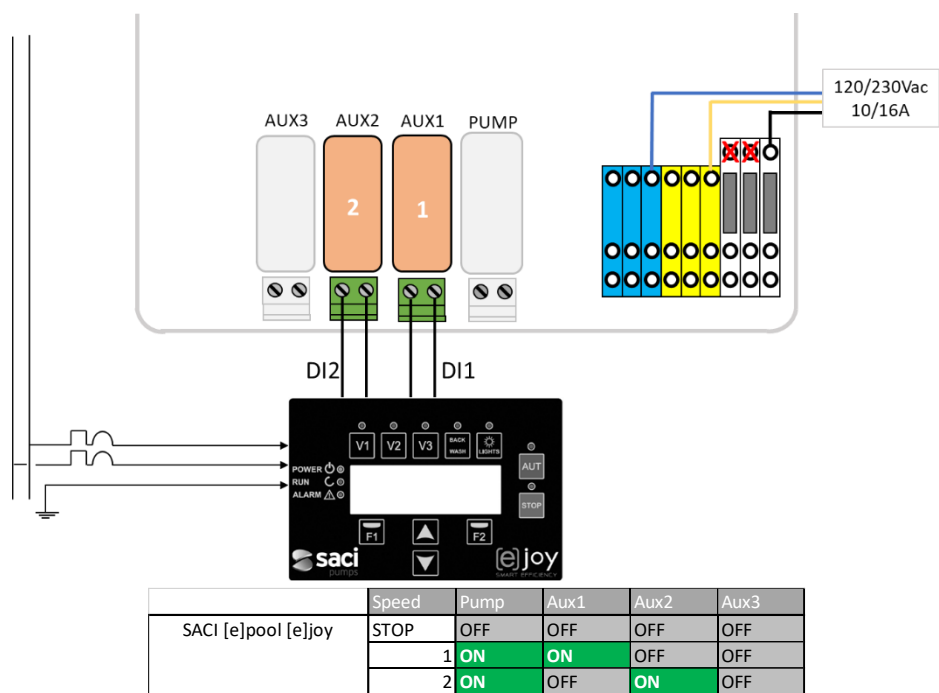 120/230Vac
10/16A
AUX3 AUX2 AUX1 PUMP
2 1
DI2 DI1
V1 V2 V3 BACK WASH LIGHTS
POWER
RUN
ALARM
AUT
STOP
F1 F2
saci
pumps
[e]joy
SMART EFFICIENCY
Speed Pump Aux1 Aux2 Aux3
SACI [e]pool [e]joy STOP OFF OFF OFF OFF
1 ON ON OFF OFF
2 ON OFF ON OFF